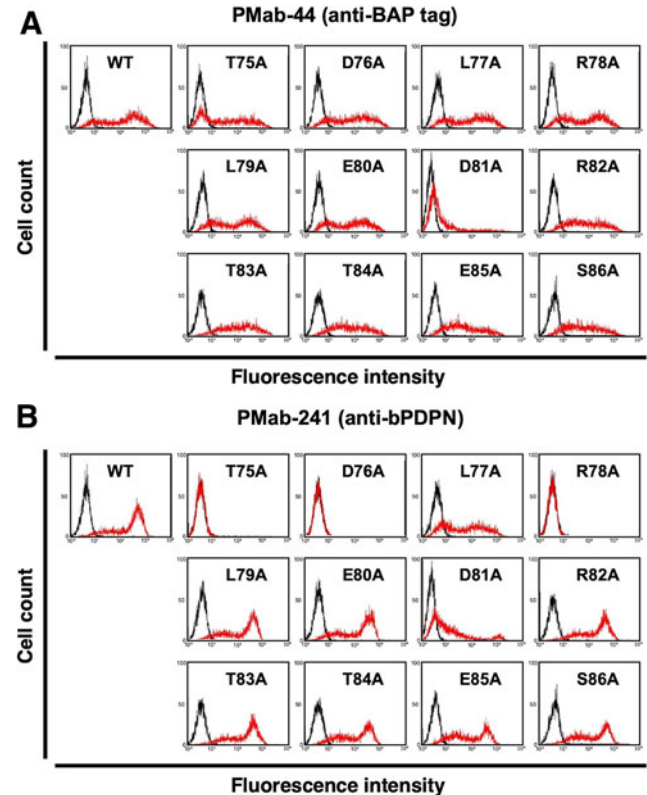 A
PMab-44 (anti-BAP tag)
WT T75A D76A L77A R78A
L79A E80A D81A R82A
T83A T84A E85A S86A
Cell count
Fluorescence intensity
B
PMab-241 (anti-bPDPN)
WT T75A D76A L77A R78A
L79A E80A D81A R82A
T83A T84A E85A S86A
Cell count
Fluorescence intensity